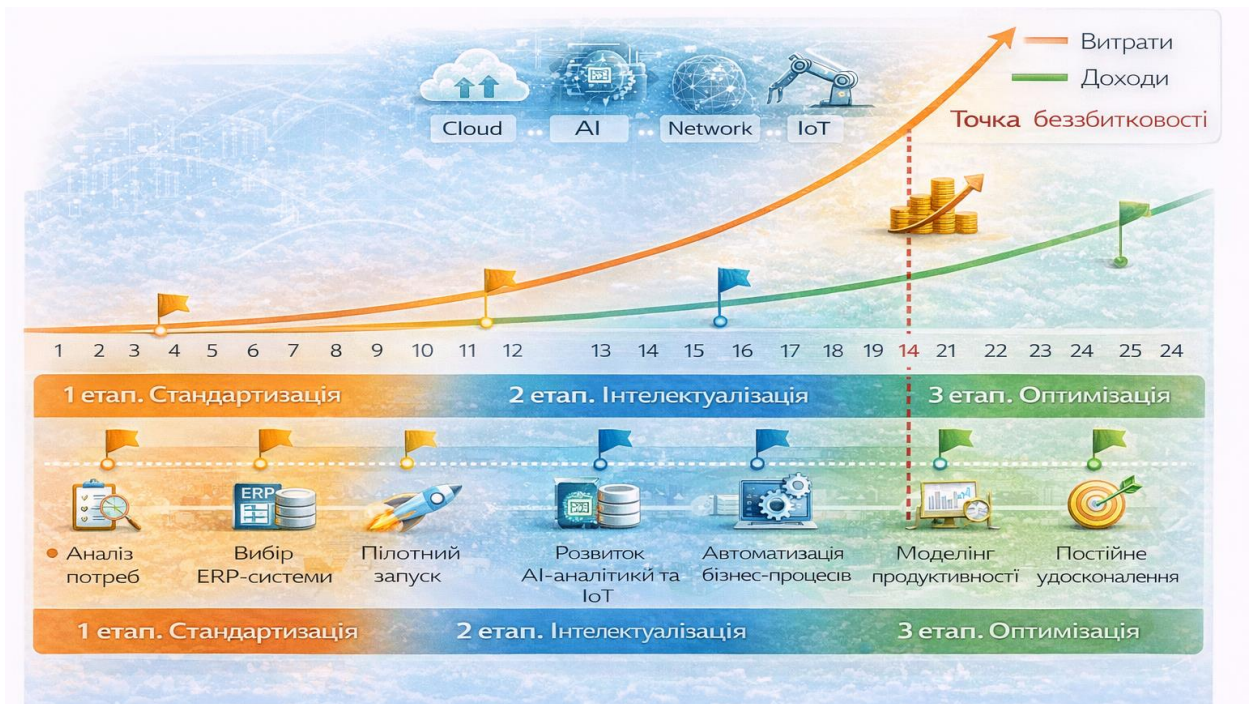 Витрати
Доходи
Точка беззбитковості
Cloud AI Network IoT
1 2 3 4 5 6 7 8 9 10 11 12 13 14 15 16 17 18 19 14 21 22 23 24 25 24
1 етап. Стандартизація 2 етап. Інтелектуалізація 3 етап. Оптимізація
ERP
Аналіз потреб
Вибір
ERP-системи
Пілотний
запуск
Розвиток
AI-аналітики та
IoT
Автоматизація
бізнес-процесів
Моделінг
продуктивності
Постійне
удосконалення
1 етап. Стандартизація 2 етап. Інтелектуалізація 3 етап. Оптимізація